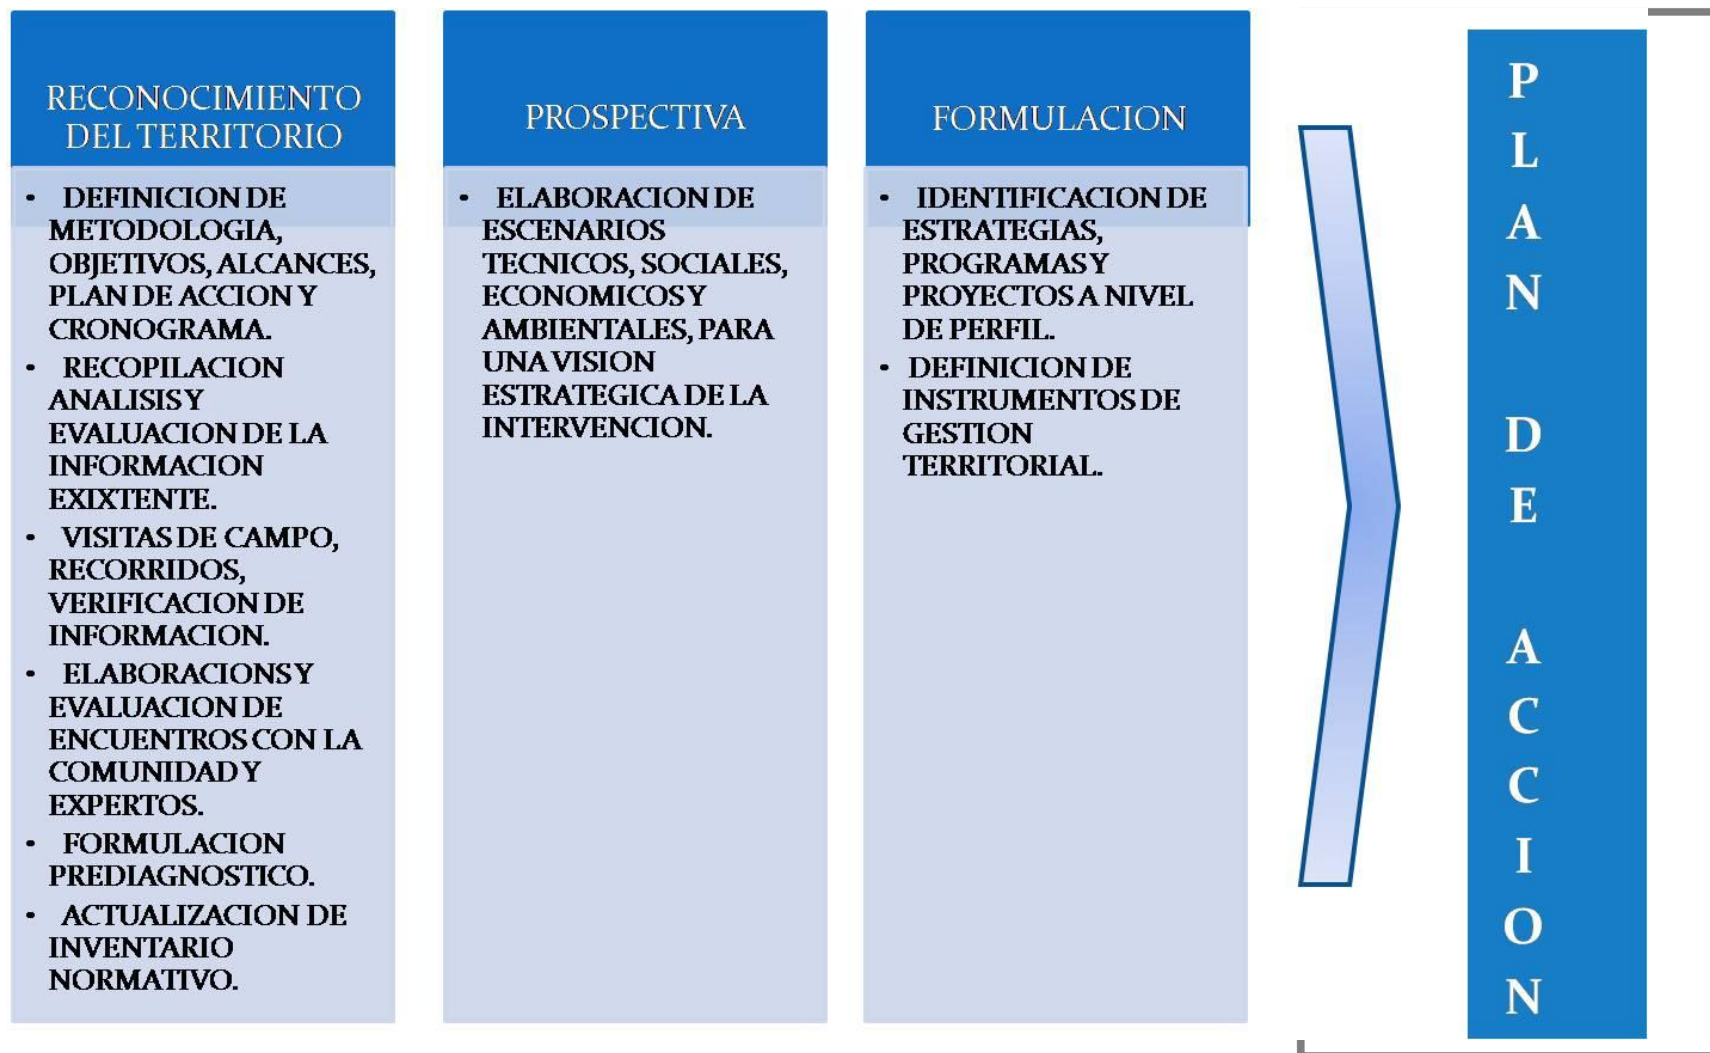 RECONOCIMIENTO
DEL TERRITORIO
• DEFINICION DE
METODOLOGIA,
OBJETIVOS, ALCANCES,
PLAN DE ACCION Y
CRONOGRAMA.
• RECOPILACION
ANALISIS Y
EVALUACION DE LA
INFORMACION
EXIXTENTE.
• VISITAS DE CAMPO,
RECORRIDOS,
VERIFICACION DE
INFORMACION.
• ELABORACIONS Y
EVALUACION DE
ENCUENTROS CON LA
COMUNIDAD Y
EXPERTOS.
• FORMULACION
PREDIAGNOSTICO.
• ACTUALIZACION DE
INVENTARIO
NORMATIVO.
PROSPECTIVA
• ELABORACION DE
ESCENARIOS
TECNICOS, SOCIALES,
ECONOMICOS Y
AMBIENTALES, PARA
UNA VISION
ESTRATEGICA DE LA
INTERVENCION.
FORMULACION
• IDENTIFICACION DE
ESTRATEGIAS,
PROGRAMAS Y
PROYECTOS A NIVEL
DE PERFIL.
• DEFINICION DE
INSTRUMENTOS DE
GESTION
TERRITORIAL.
PLAN DE ACCION